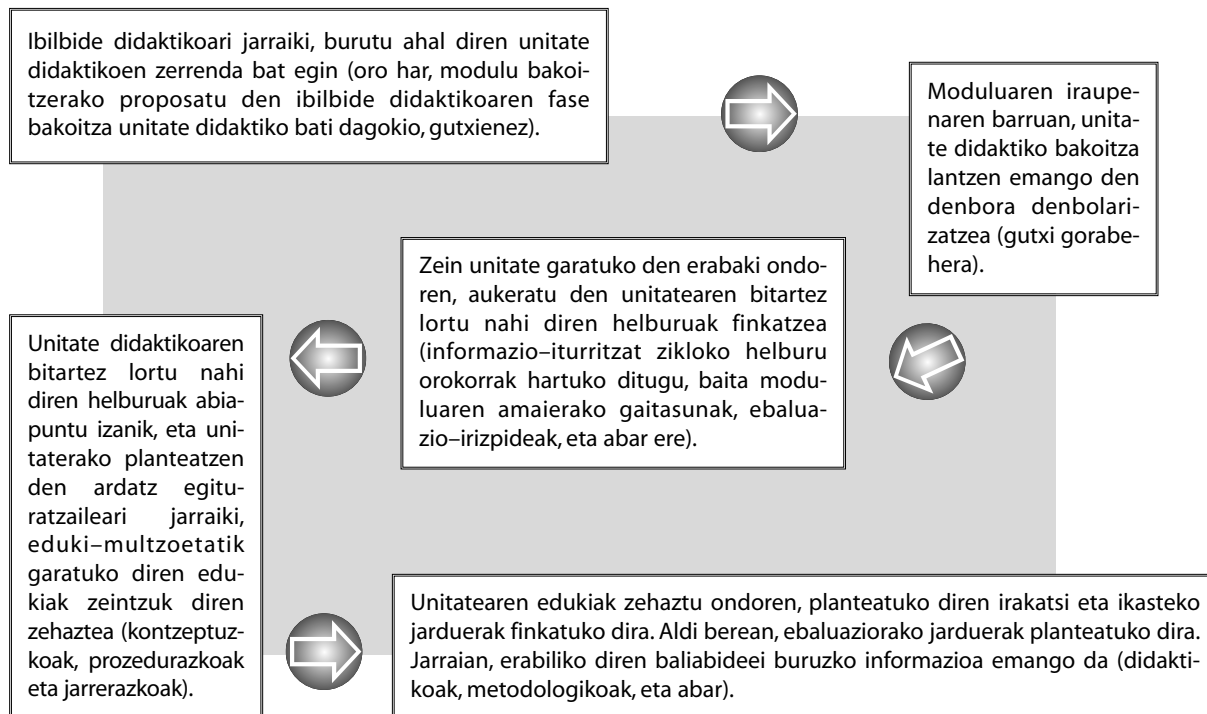 Ibilbide didaktikoari jarraiki, burutu ahal diren unitate
didaktikoen zerrenda bat egin (oro har, modulu bakoi-
tzerako proposatu den ibilbide didaktikoaren fase
bakoitza unitate didaktiko bati dagokio, gutxienez).
Moduluaren iraupe-
naren barruan, unita-
te didaktiko bakoitza
lantzen emango den
denbora denbolari-
zatzea (gutxi gorabe-
hera).
Zein unitate garatuko den erabaki ondo-
ren, aukeratu den unitatearen bitartez
lortu nahi diren helburuak finkatzea
(informazio–iturritzat zikloko helburu
orokorrak hartuko ditugu, baita modu-
luaren amaierako gaitasunak, ebalua-
zio–irizpideak, eta abar ere).
Unitate didaktikoaren
bitartez lortu nahi
diren helburuak abia-
puntu izanik, eta uni-
taterako planteatzen
den ardatz egitu-
ratzaileari jarraiki,
eduki–multzoetatik
garatuko diren edu-
kiak zeintzuk diren
zehaztea (kontzeptuz-
koak, prozedurazkoak
eta jarrerazkoak).
Unitatearen edukiak zehaztu ondoren, planteatuko diren irakatsi eta ikasteko
jarduerak finkatuko dira. Aldi berean, ebaluaziorako jarduerak planteatuko dira.
Jarraian, erabiliko diren baliabideei buruzko informazioa emango da (didakti-
koak, metodologikoak, eta abar).